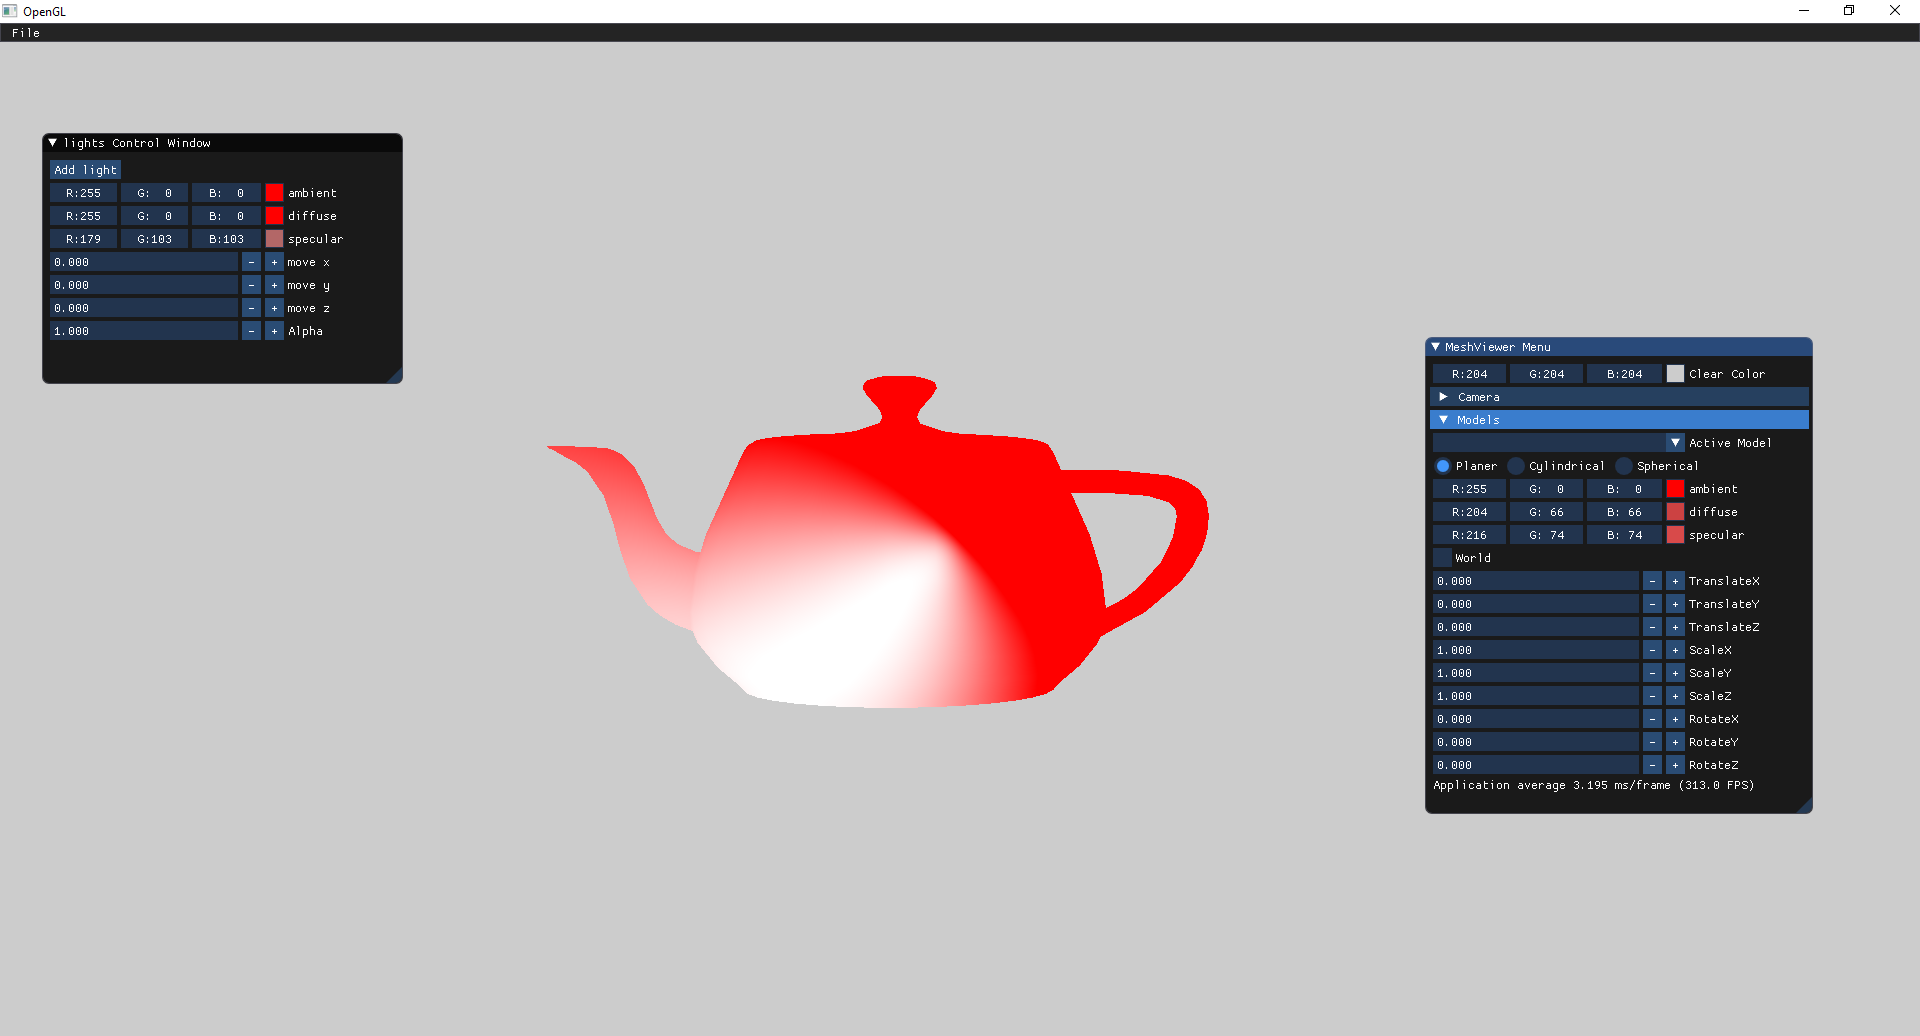 OpenGL
File
lights Control Window
Add light
R:255 G: 0 B: 0 ambient
R:255 G: 0 B: 0 diffuse
R:179 G:103 B:103 specular
0.000 - + move x
0.000 - + move y
0.000 - + move z
1.000 - + Alpha
MeshViewer Menu
R:204 G:204 B:204 Clear Color
Camera
Models
Active Model
Planer Cylindrical Spherical
R:255 G: 0 B: 0 ambient
R:204 G: 66 B: 66 diffuse
R:216 G: 74 B: 74 specular
World
0.000 - + TranslateX
0.000 - + TranslateY
0.000 - + TranslateZ
1.000 - + ScaleX
1.000 - + ScaleY
1.000 - + ScaleZ
0.000 - + RotateX
0.000 - + RotateY
0.000 - + RotateZ
Application average 3.195 ms/frame (313.0 FPS)